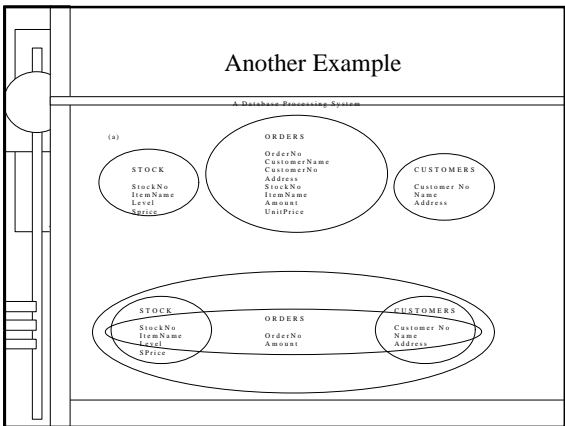 Another Example
A Database Processing System
(a)
STOCK
StockNo
ItemName
Level
Sprice
ORDERS
OrderNo
CustomerName
CustomerNo
Address
StockNo
ItemName
Amount
UnitPrice
CUSTOMERS
Customer No
Name
Address
STOCK
StockNo
ItemName
Level
SPrice
ORDERS
OrderNo
Amount
CUSTOMERS
Customer No
Name
Address